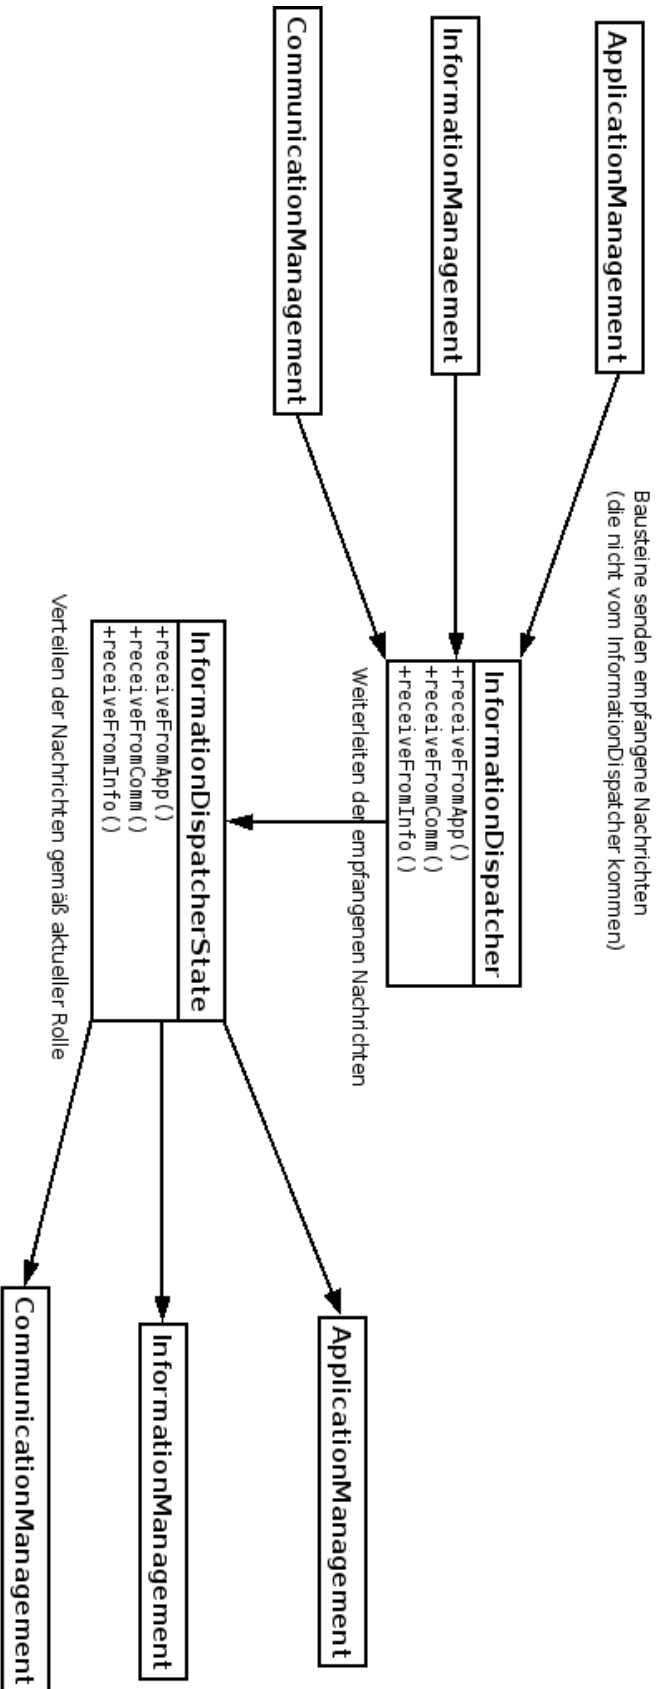 ApplicationManagement
InformationManagement
CommunicationManagement
Bausteine senden empfangene Nachrichten
(die nicht vom InformationDispatcher kommen)
InformationDispatcher
+receiveFromApp()
+receiveFromComm()
+receiveFromInfo()
Weiterleiten der empfangenen Nachrichten
InformationDispatcherState
+receiveFromApp()
+receiveFromComm()
+receiveFromInfo()
Verteilen der Nachrichten gemäß aktueller Rolle
ApplicationManagement
InformationManagement
CommunicationManagement